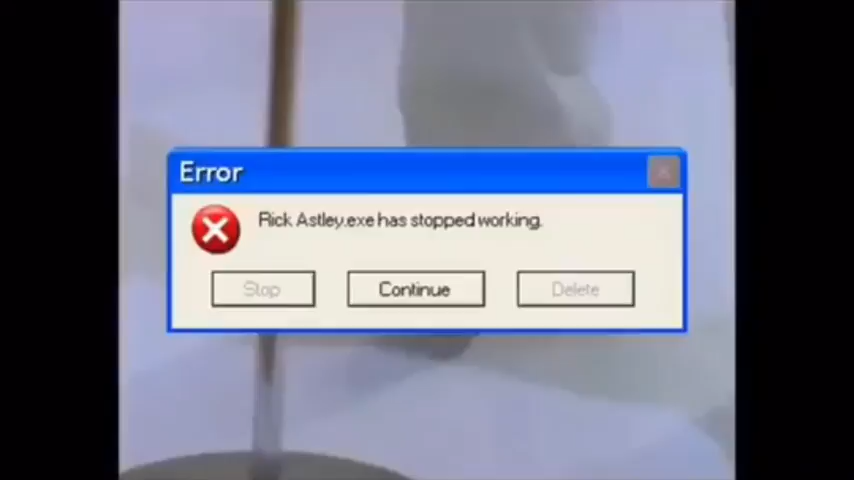 Error
Rick Astley.exe has stopped working.
Stop
Continue
Delete